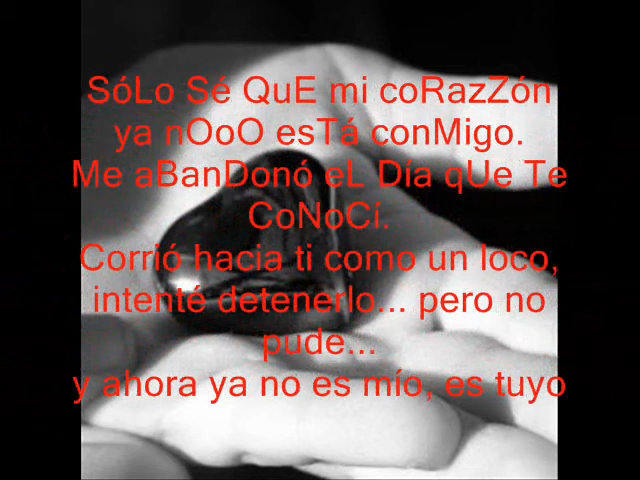 SóLo Sé QuE mi coRazZón
ya nOoO esTá conMigo.
Me aBanDonó eL Día qUe Te
CoNoCí.
Corrió hacia ti como un loco,
intenté detenerlo... pero no
pude...
y ahora ya no es mío, es tuyo